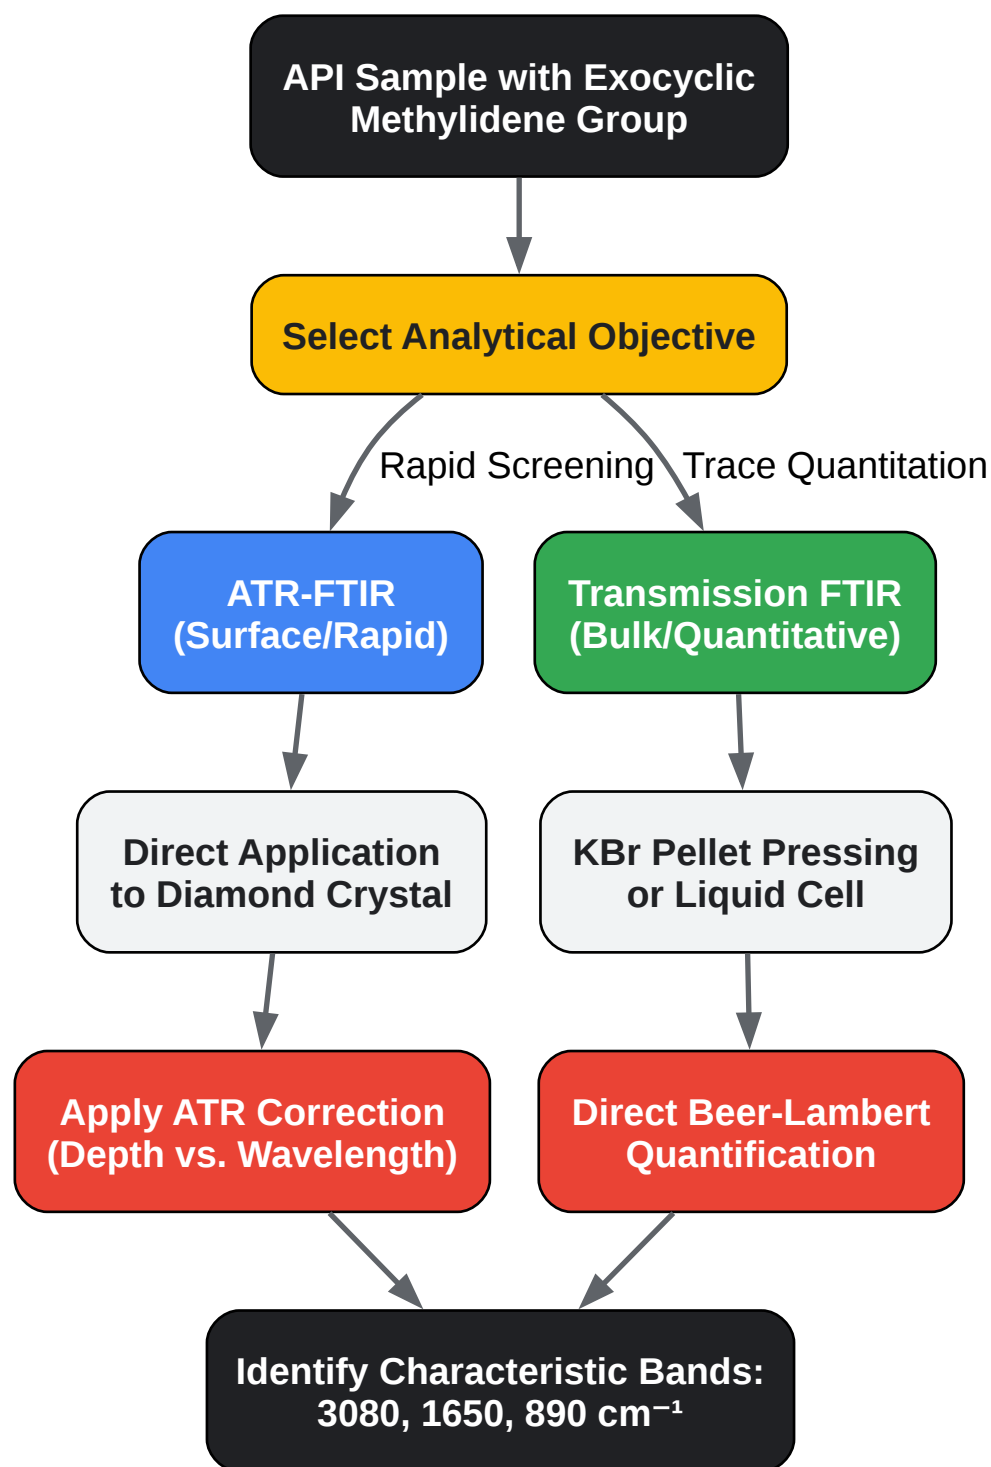 API Sample with Exocyclic
Methylidene Group
Select Analytical Objective
Rapid Screening
Trace Quantitation
ATR-FTIR
(Surface/Rapid)
Transmission FTIR
(Bulk/Quantitative)
Direct Application
to Diamond Crystal
KBr Pellet Pressing
or Liquid Cell
Apply ATR Correction
(Depth vs. Wavelength)
Direct Beer-Lambert
Quantification
Identify Characteristic Bands:
3080, 1650, 890 cm⁻¹